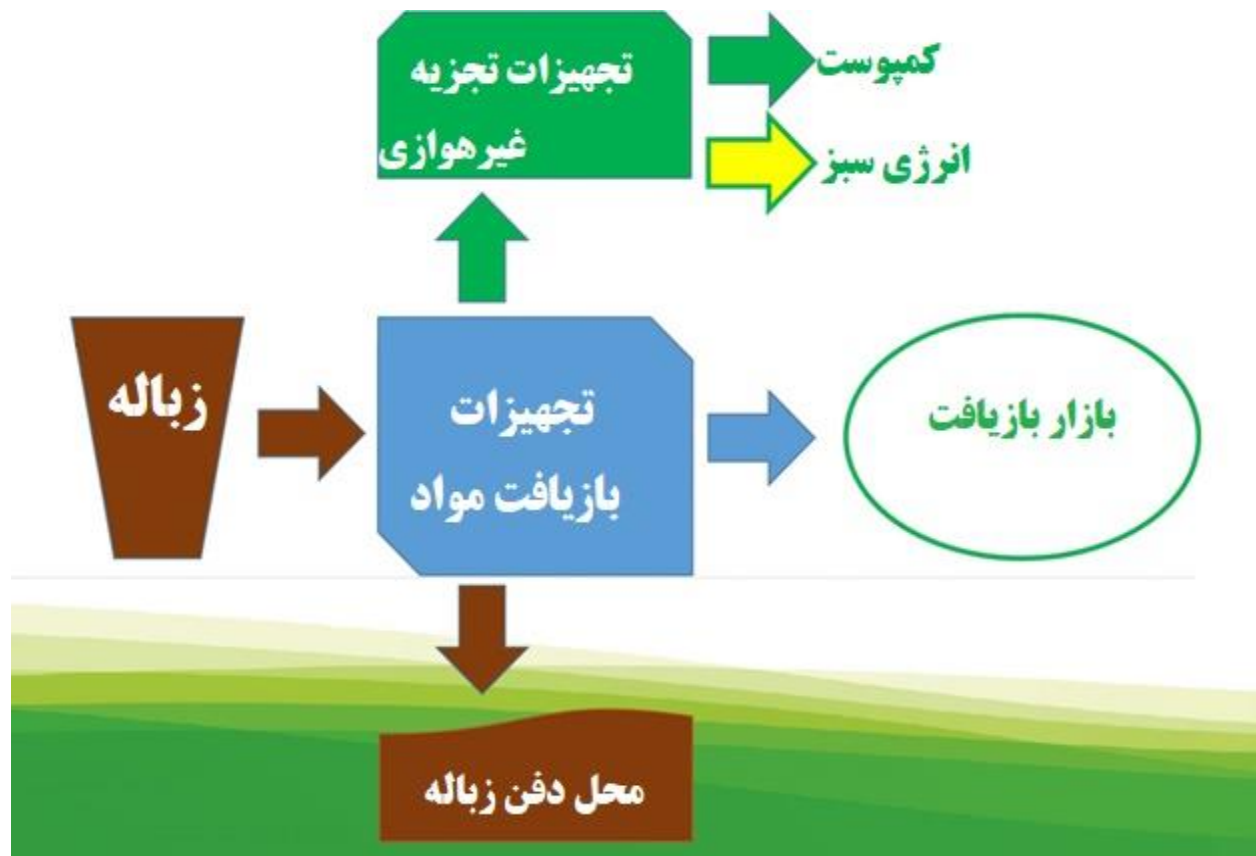 تجهیزات تجزیه
غیرهوازی
کمپوست
انرژی سبز
زباله
تجهیزات
بازیافت مواد
بازار بازیافت
محل دفن زباله